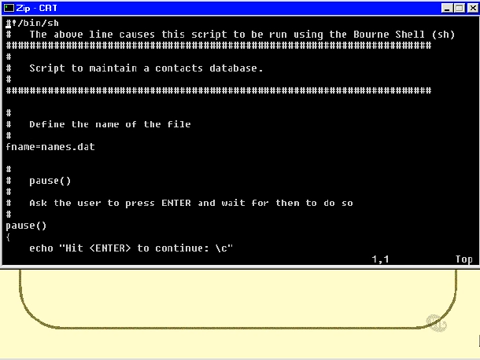 Zip - CAT
#!/bin/sh
#   The above line causes this script to be run using the Bourne Shell (sh)
########################################################################
#
#   Script to maintain a contacts database.
#
########################################################################
#
#   Define the name of the file
#
fname=names.dat
#
#   pause()
#
#   Ask the user to press ENTER and wait for then to do so
#
pause()
{
    echo "Hit <ENTER> to continue: \c"
1,1   Top